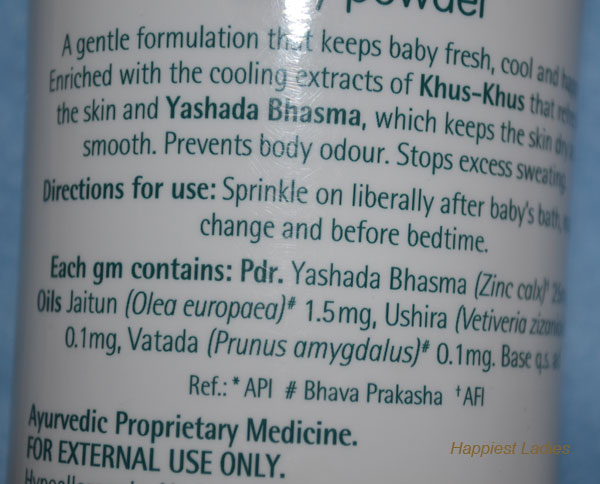 powder
A gentle formulation that keeps baby fresh, cool and
Enriched with the cooling extracts of Khus-Khus that
the skin and Yashada Bhasma, which keeps the skin dry
smooth. Prevents body odour. Stops excess sweating
Directions for use: Sprinkle on liberally after baby's bath,
change and before bedtime.
Each gm contains: Pdr. Yashada Bhasma (Zinc calx)†
Oils Jaitun (Olea europaea)# 1.5mg, Ushira (Vetiveria
0.1mg, Vatada (Prunus amygdalus)# 0.1mg. Base q.s.
Ref.: * API # Bhava Prakasha † AFI
Ayurvedic Proprietary Medicine.
FOR EXTERNAL USE ONLY.
Happiest Ladies